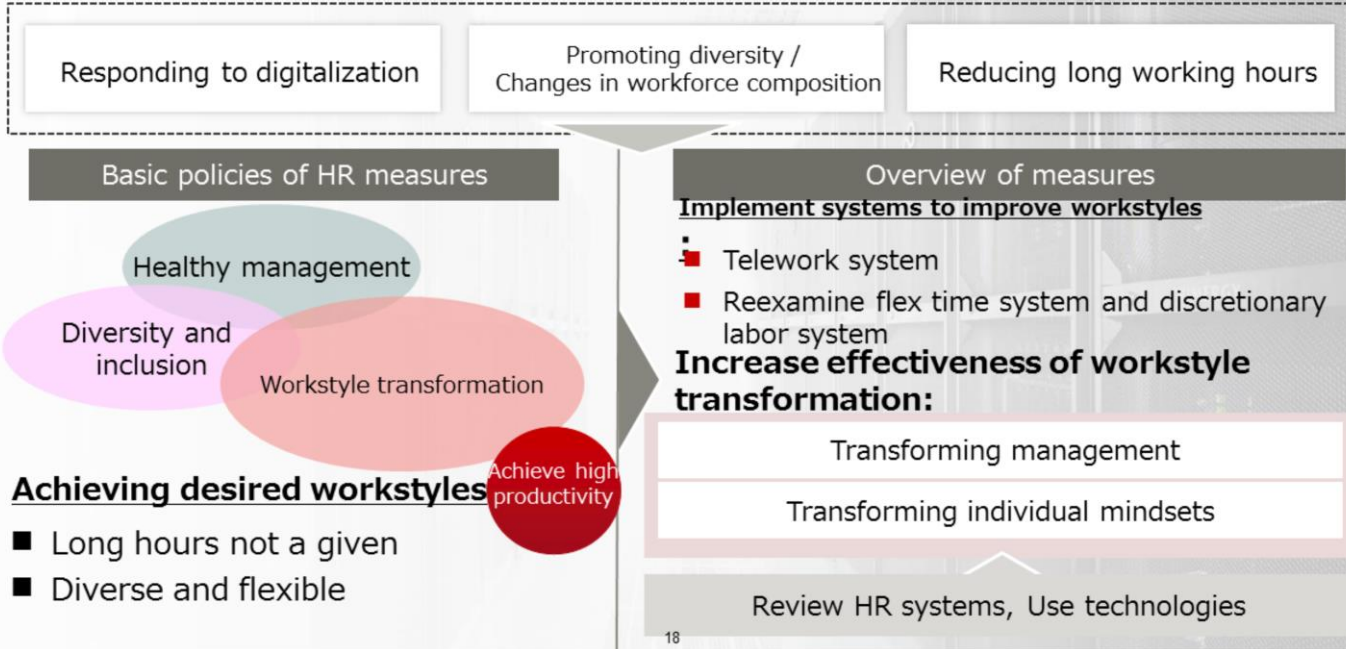 Responding to digitalization
Promoting diversity /
Changes in workforce composition
Reducing long working hours
Basic policies of HR measures
Healthy management
Diversity and
inclusion
Workstyle transformation
Achieve high
productivity
Achieving desired workstyles
■ Long hours not a given
■ Diverse and flexible
Overview of measures
Implement systems to improve workstyles
:
■ Telework system
■ Reexamine flex time system and discretionary
labor system
Increase effectiveness of workstyle
transformation:
Transforming management
Transforming individual mindsets
Review HR systems, Use technologies
18